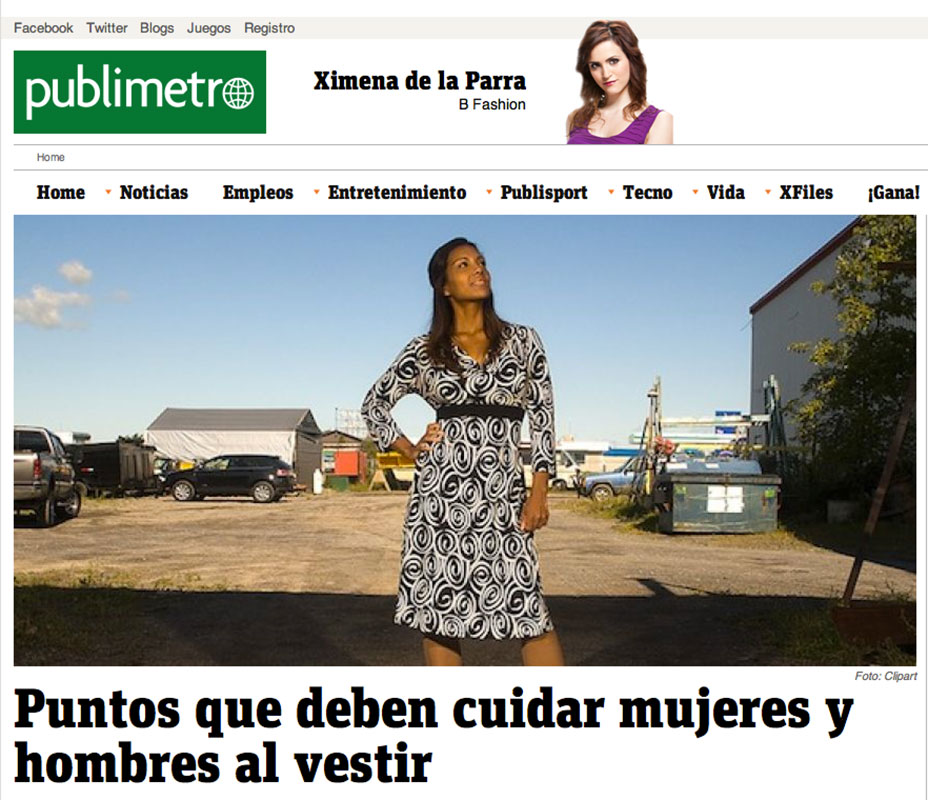 Facebook Twitter Blogs Juegos Registro
publimetro
Ximena de la Parra
B Fashion
Home
Home Noticias Empleos Entretenimiento Publisport Tecno Vida XFiles ¡Gana!
Foto: Clipart
Puntos que deben cuidar mujeres y
hombres al vestir